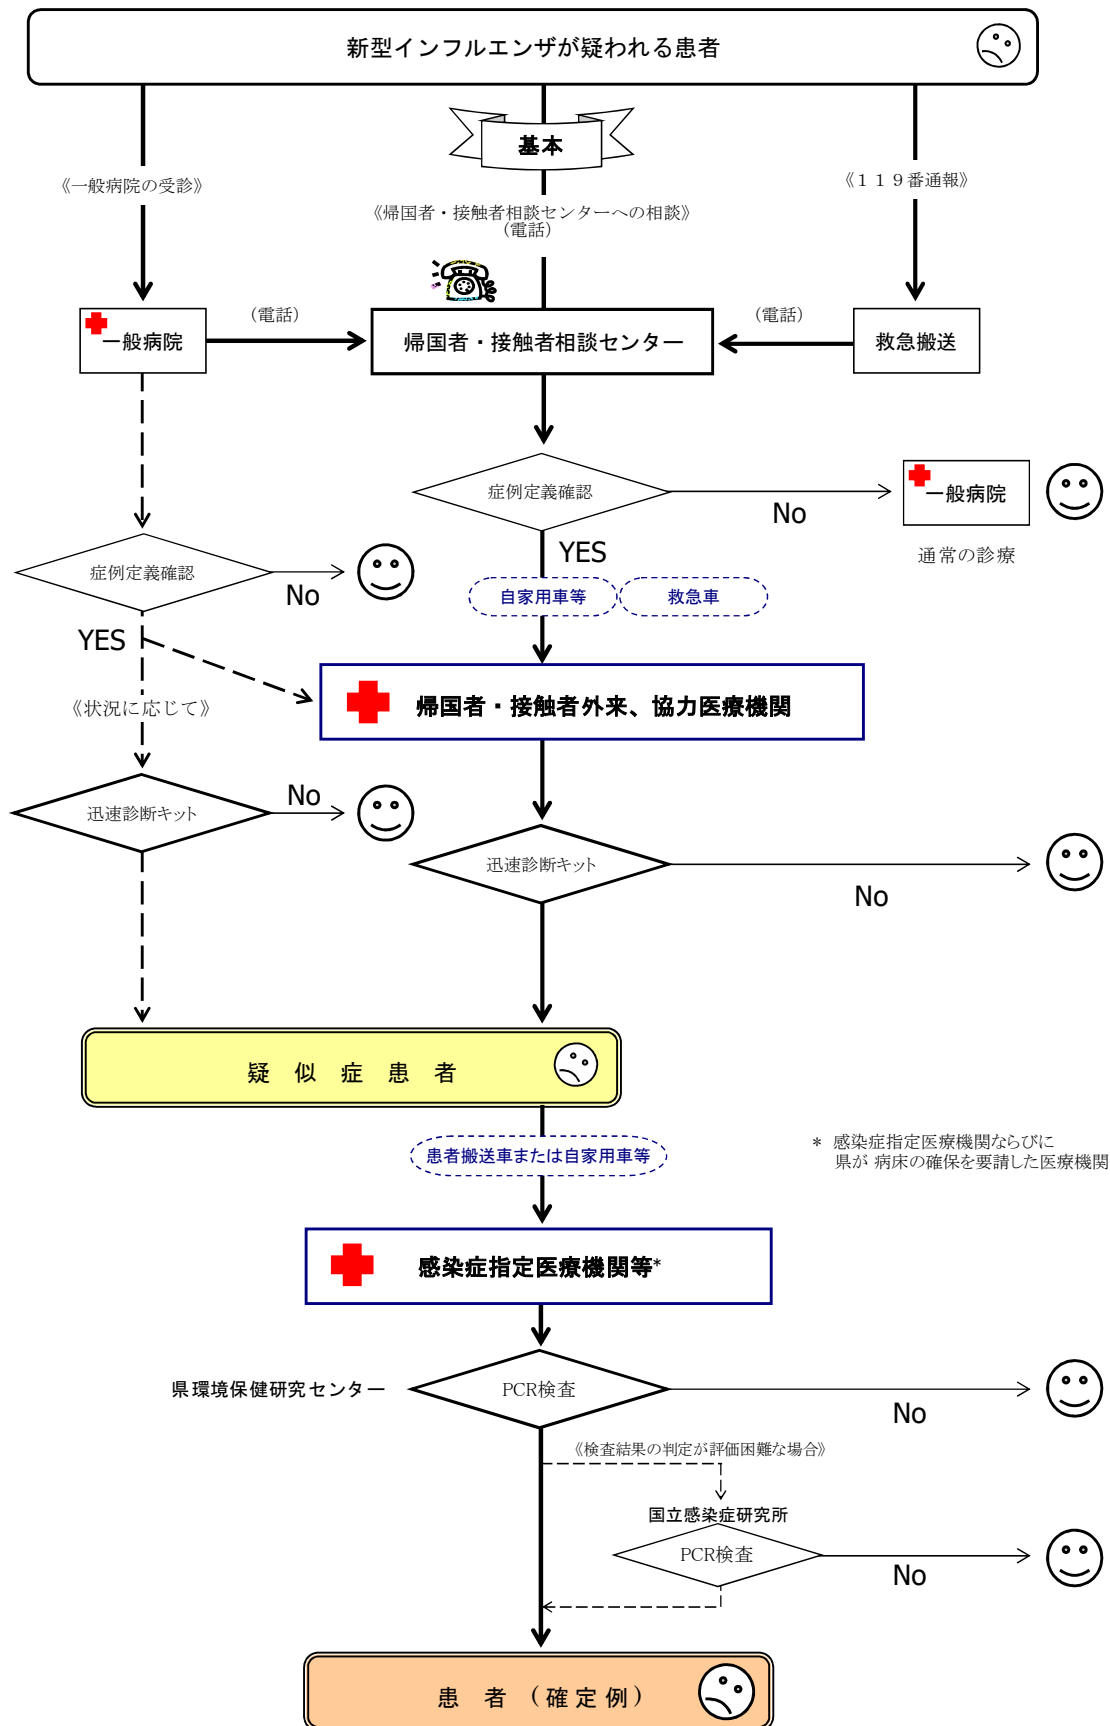 新型インフルエンザが疑われる患者
基本
《一般病院の受診》
《119番通報》
《帰国者・接触者相談センターへの相談》
（電話）
（電話）
（電話）
一般病院
帰国者・接触者相談センター
救急搬送
症例定義確認
No
一般病院
通常の診療
YES
症例定義確認
No
自家用車等
救急車
YES
《状況に応じて》
帰国者・接触者外来、協力医療機関
迅速診断キット
No
迅速診断キット
No
疑似症患者
患者搬送車または自家用車等
* 感染症指定医療機関ならびに
県が 病床の確保を要請した医療機関
感染症指定医療機関等*
県環境保健研究センター
PCR検査
No
《検査結果の判定が評価困難な場合》
国立感染症研究所
PCR検査
No
患者（確定例）